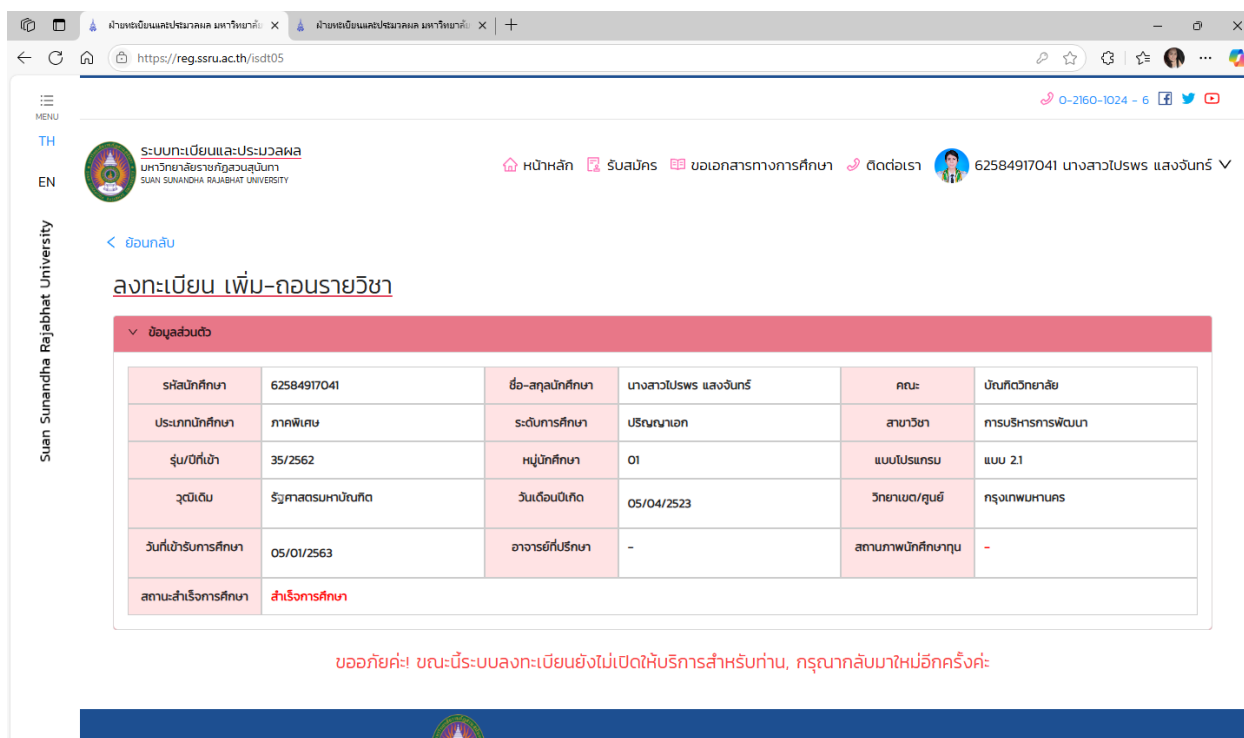 ฝ่ายทะเบียนและประมวลผล มหาวิทยาลัย
ฝ่ายทะเบียนและประมวลผล มหาวิทยาลัย
https://reg.ssru.ac.th/isdt05
0-2160-1024 - 6
MENU
TH
EN
Suan Sunandha Rajabhat University
ระบบทะเบียนและประมวลผล
มหาวิทยาลัยราชภัฏสวนสุนันทา
SUAN SUNANDHA RAJABHAT UNIVERSITY
หน้าหลัก รับสมัคร ขอเอกสารทางการศึกษา ติดต่อเรา 62584917041 นางสาวไปรพร แสงจันทร์
< ย้อนกลับ
ลงทะเบียน เพิ่ม-ถอนรายวิชา
ข้อมูลส่วนตัว
รหัสนักศึกษา 62584917041 ชื่อ-สกุลนักศึกษา นางสาวไปรพร แสงจันทร์ คณะ บัณฑิตวิทยาลัย
ประเภทนักศึกษา ภาคพิเศษ ระดับการศึกษา ปริญญาเอก สาขาวิชา การบริหารการพัฒนา
รุ่น/ปีที่เข้า 35/2562 หมู่นักศึกษา 01 แบบโปรแกรม แบบ 2.1
วุฒิเดิม รัฐศาสตรมหาบัณฑิต วันเดือนปีเกิด 05/04/2523 วิทยาเขต/ศูนย์ กรุงเทพมหานคร
วันที่เข้ารับการศึกษา 05/01/2563 อาจารย์ที่ปรึกษา - สถานภาพนักศึกษาทุน -
สถานะสำเร็จการศึกษา สำเร็จการศึกษา
ขออภัยค่ะ! ขณะนี้ระบบลงทะเบียนยังไม่เปิดให้บริการสำหรับท่าน, กรุณากลับมาใหม่อีกครั้งค่ะ